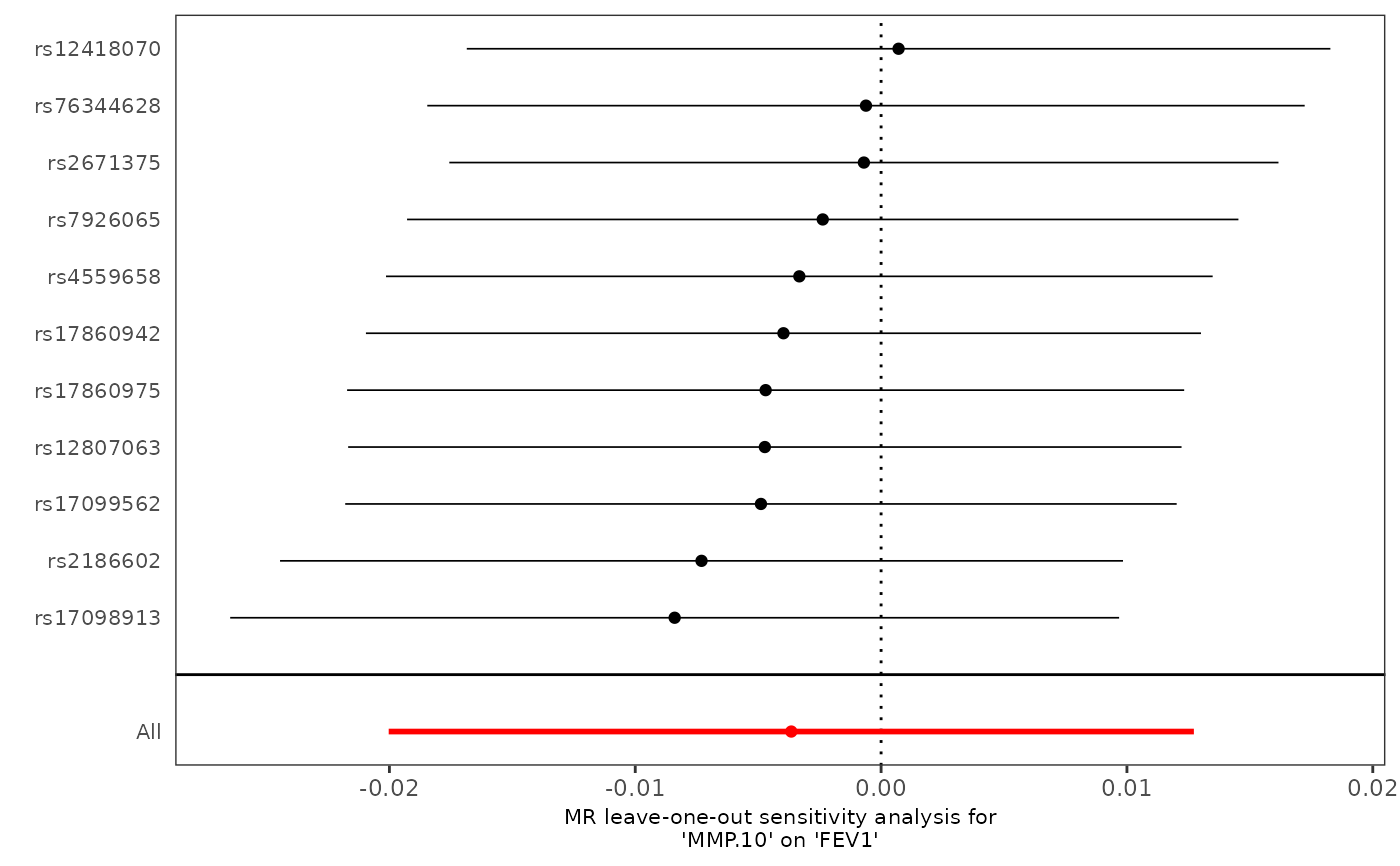 rs12418070
rs76344628
rs2671375
rs7926065
rs4559658
rs17860942
rs17860975
rs12807063
rs17099562
rs2186602
rs17098913
All
-0.02 -0.01 0.00 0.01 0.02
MR leave-one-out sensitivity analysis for
'MMP.10' on 'FEV1'